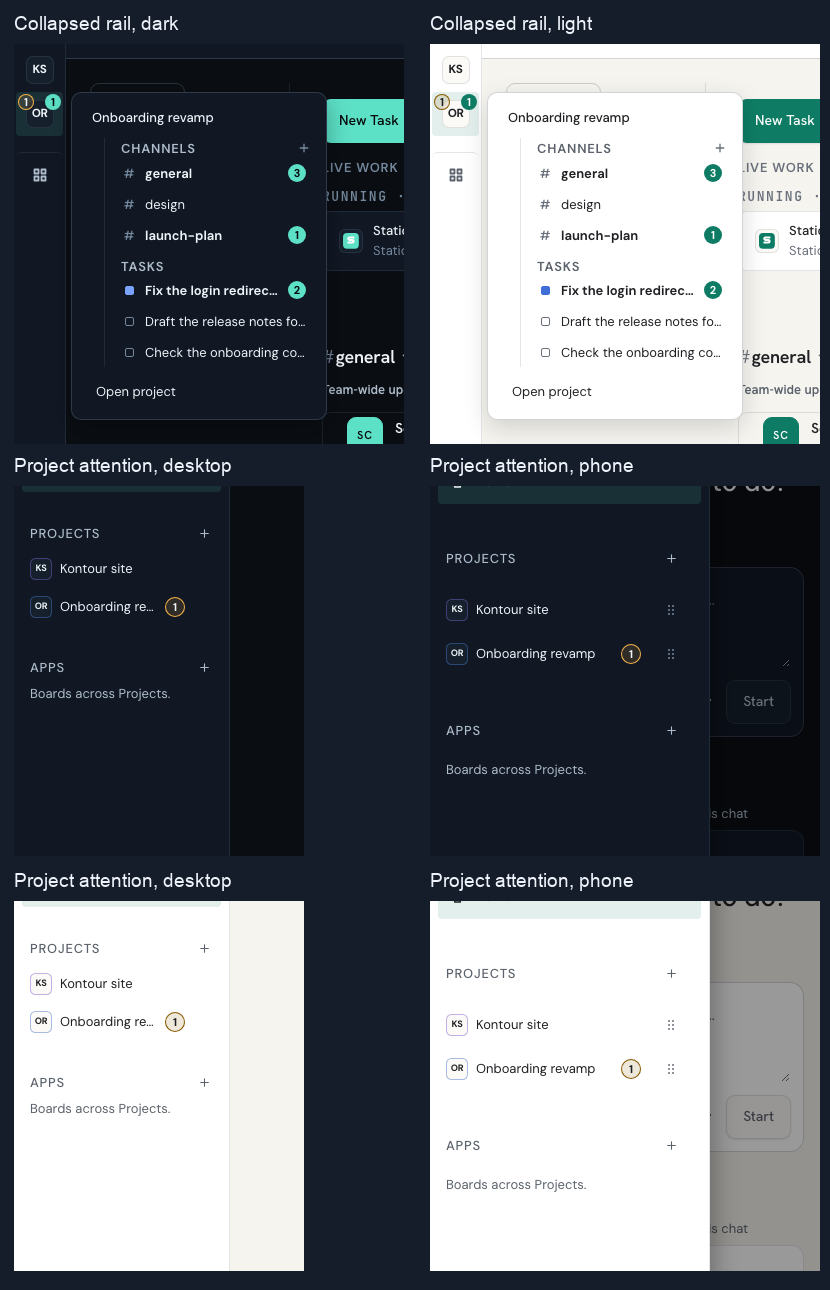 Collapsed rail, dark
KS
1
1
OR
Onboarding revamp
CHANNELS
# general 3
# design
# launch-plan 1
TASKS
Fix the login redirec... 2
Draft the release notes fo...
Check the onboarding co...
Open project
New Task
LIVE WORK
RUNNING ·
Static
#general
Team-wide up
SC
Collapsed rail, light
KS
1
1
OR
Onboarding revamp
CHANNELS
# general 3
# design
# launch-plan 1
TASKS
Fix the login redirec... 2
Draft the release notes fo...
Check the onboarding co...
Open project
New Task
LIVE WORK
RUNNING ·
S
#general
Team-wide up
SC
Project attention, desktop
PROJECTS
KS Kontour site
OR Onboarding re... 1
APPS
Boards across Projects.
Project attention, phone
to do?
PROJECTS
KS Kontour site
OR Onboarding revamp 1
Start
APPS
Boards across Projects.
s chat
Project attention, desktop
PROJECTS
KS Kontour site
OR Onboarding re... 1
APPS
Boards across Projects.
Project attention, phone
to do?
PROJECTS
KS Kontour site
OR Onboarding revamp 1
Start
APPS
Boards across Projects.
s chat